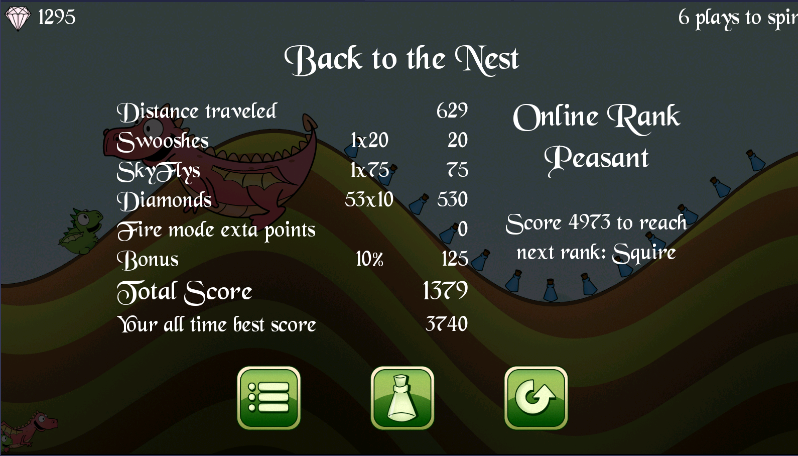 1295
6 plays to spin
Back to the Nest
Distance traveled 629
Swooshes 1x20 20
SkyFlys 1x75 75
Diamonds 53x10 530
Fire mode exta points 0
Bonus 10% 125
Total Score 1379
Your all time best score 3740
Online Rank
Peasant
Score 4973 to reach
next rank: Squire